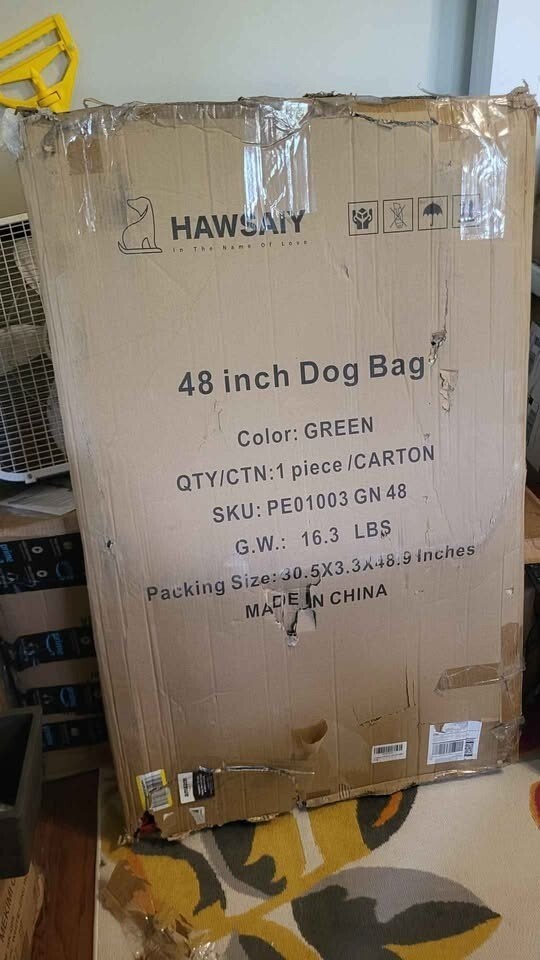 HAWSAIY
In The Name Of Love
48 inch Dog Bag
Color: GREEN
QTY/CTN:1 piece /CARTON
SKU: PE01003 GN 48
G.W.: 16.3 LBS
Packing Size: 30.5X3.3X48.9 Inches
MADE IN CHINA
prime